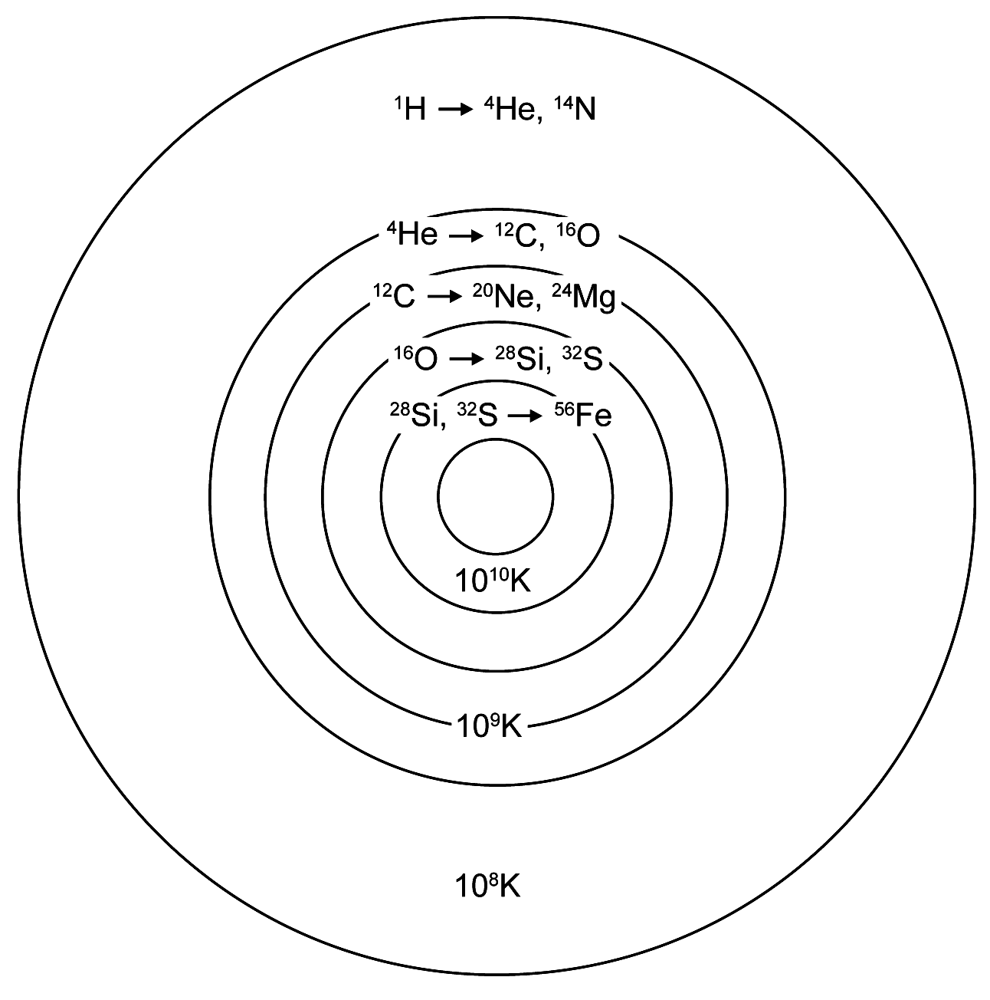 ¹H → ⁴He, ¹⁴N
⁴He → ¹²C, ¹⁶O
¹²C → ²⁰Ne, ²⁴Mg
¹⁶O → ²⁸Si, ³²S
²⁸Si, ³²S → ⁵⁶Fe
10¹⁰K
10⁹K
10⁸K